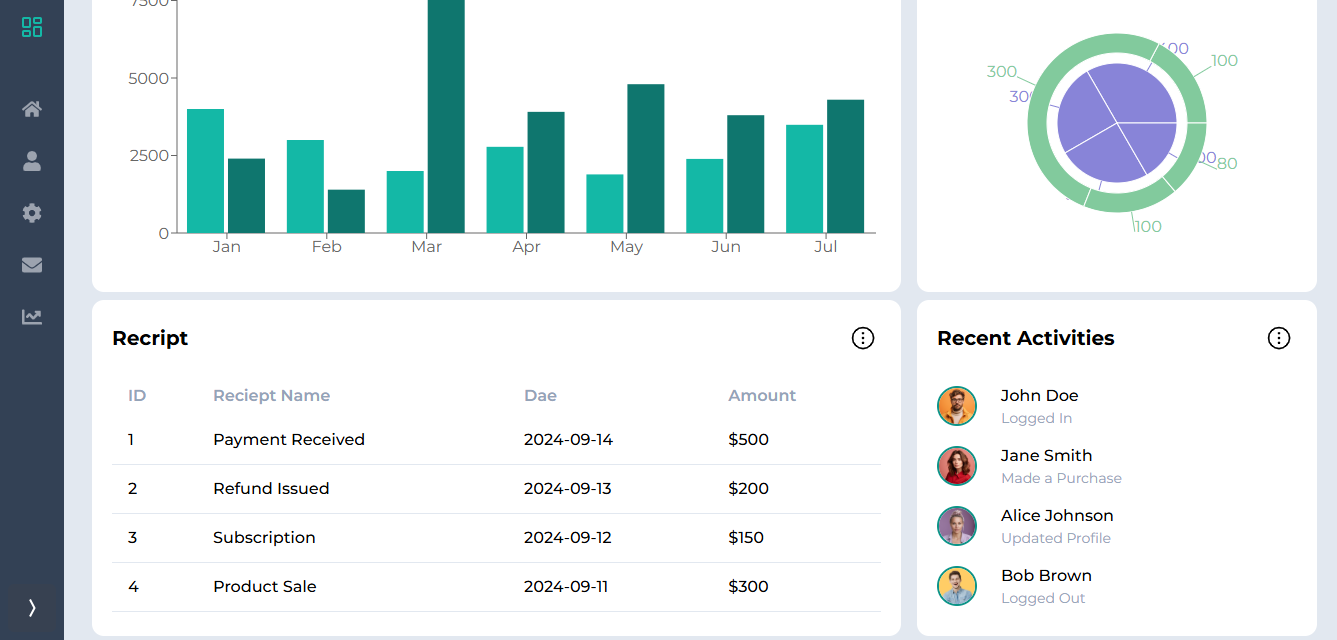 7500
5000
2500
0
Jan Feb Mar Apr May Jun Jul
100
300
80
100
Recript
ID Reciept Name Dae Amount
1 Payment Received 2024-09-14 $500
2 Refund Issued 2024-09-13 $200
3 Subscription 2024-09-12 $150
4 Product Sale 2024-09-11 $300
Recent Activities
John Doe
Logged In
Jane Smith
Made a Purchase
Alice Johnson
Updated Profile
Bob Brown
Logged Out